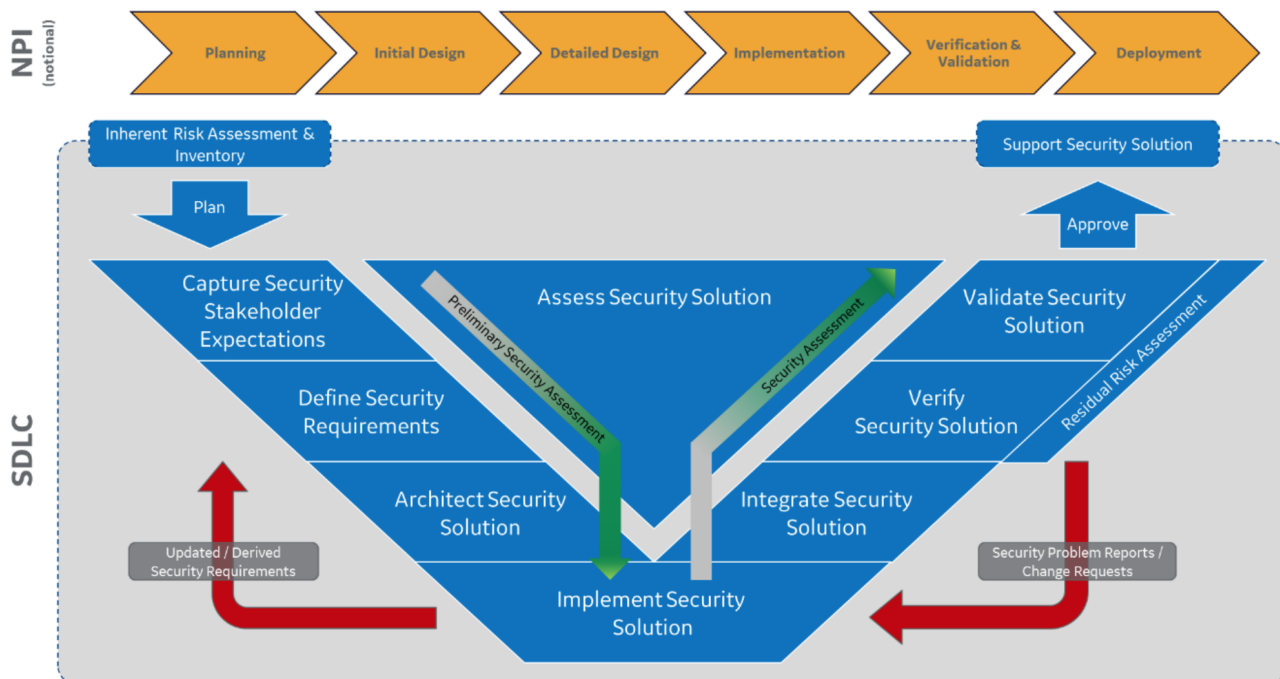 NPI
(notional)
Planning
Initial Design
Detailed Design
Implementation
Verification &
Validation
Deployment
Inherent Risk Assessment &
Inventory
Support Security Solution
Plan
Approve
SDLC
Capture Security
Stakeholder
Expectations
Preliminary Security Assessment
Assess Security Solution
Security Assessment
Validate Security
Solution
Residual Risk Assessment
Define Security
Requirements
Verify
Security Solution
Architect Security
Solution
Integrate Security
Solution
Updated / Derived
Security Requirements
Security Problem Reports /
Change Requests
Implement Security
Solution